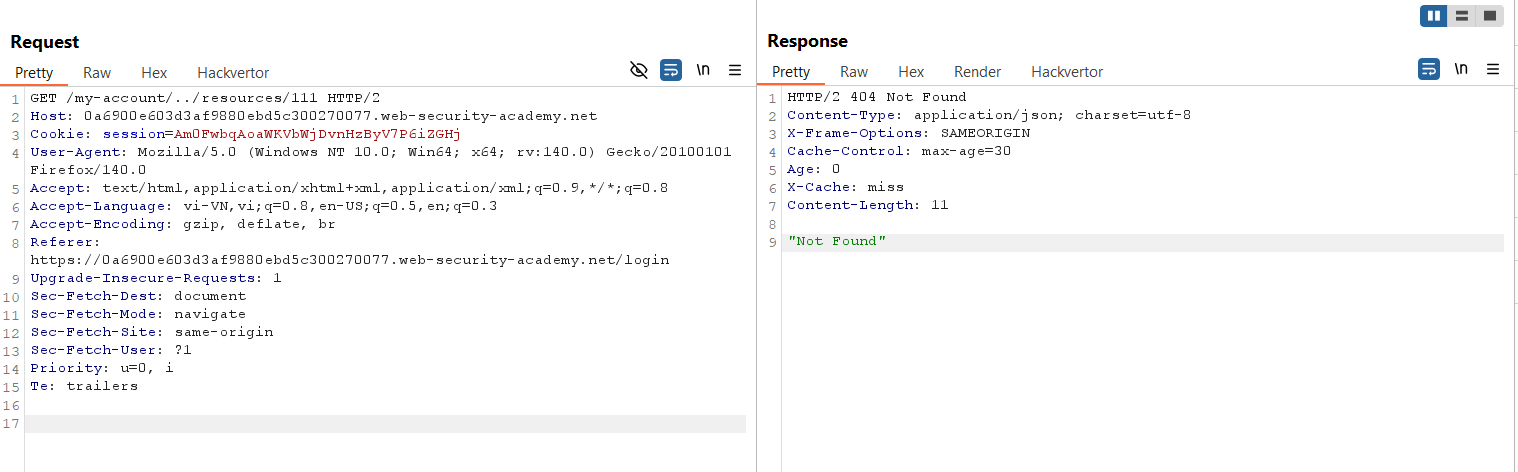 Request
Pretty Raw Hex Hackvertor
\n
1 GET /my-account/../resources/111 HTTP/2
2 Host: 0a6900e603d3af9880ebd5c300270077.web-security-academy.net
3 Cookie: session=Am0FwbqAoaWKVbWjDvnHzByV7P6iZGHj
4 User-Agent: Mozilla/5.0 (Windows NT 10.0; Win64; x64; rv:140.0) Gecko/20100101
Firefox/140.0
5 Accept: text/html,application/xhtml+xml,application/xml;q=0.9,*/*;q=0.8
6 Accept-Language: vi-VN,vi;q=0.8,en-US;q=0.5,en;q=0.3
7 Accept-Encoding: gzip, deflate, br
8 Referer:
https://0a6900e603d3af9880ebd5c300270077.web-security-academy.net/login
9 Upgrade-Insecure-Requests: 1
10 Sec-Fetch-Dest: document
11 Sec-Fetch-Mode: navigate
12 Sec-Fetch-Site: same-origin
13 Sec-Fetch-User: ?1
14 Priority: u=0, i
15 Te: trailers
16
17
Response
Pretty Raw Hex Render Hackvertor
\n
1 HTTP/2 404 Not Found
2 Content-Type: application/json; charset=utf-8
3 X-Frame-Options: SAMEORIGIN
4 Cache-Control: max-age=30
5 Age: 0
6 X-Cache: miss
7 Content-Length: 11
8
9 "Not Found"